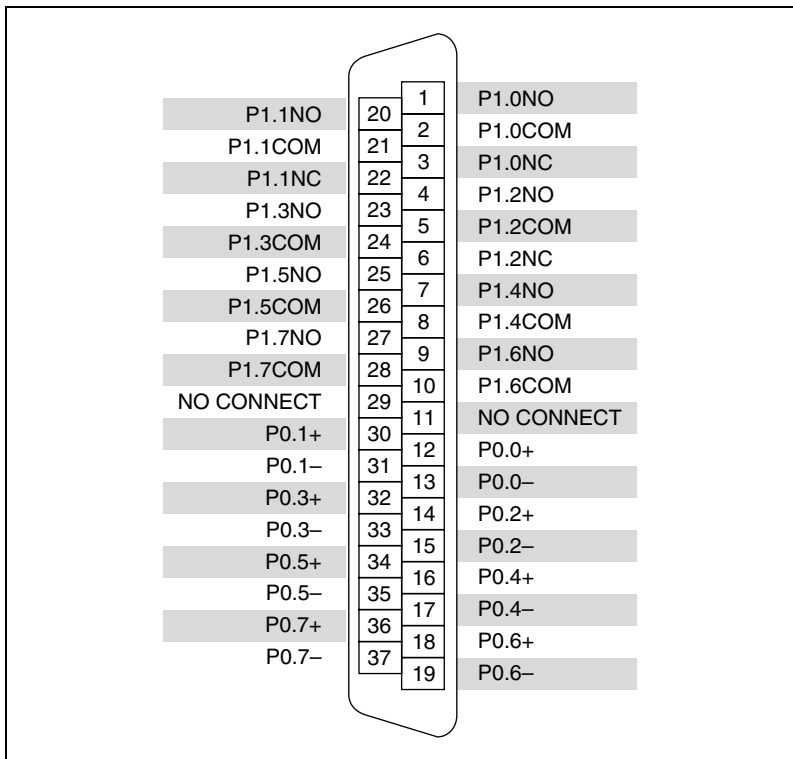 P1.1NO 20 1 P1.0NO
P1.1COM 21 2 P1.0COM
P1.1NC 22 3 P1.0NC
P1.3NO 23 4 P1.2NO
P1.3COM 24 5 P1.2COM
P1.5NO 25 6 P1.2NC
P1.5COM 26 7 P1.4NO
P1.7NO 27 8 P1.4COM
P1.7COM 28 9 P1.6NO
NO CONNECT 29 10 P1.6COM
P0.1+ 30 11 NO CONNECT
P0.1– 31 12 P0.0+
P0.3+ 32 13 P0.0–
P0.3– 33 14 P0.2+
P0.5+ 34 15 P0.2–
P0.5– 35 16 P0.4+
P0.7+ 36 17 P0.4–
P0.7– 37 18 P0.6+
19 P0.6–